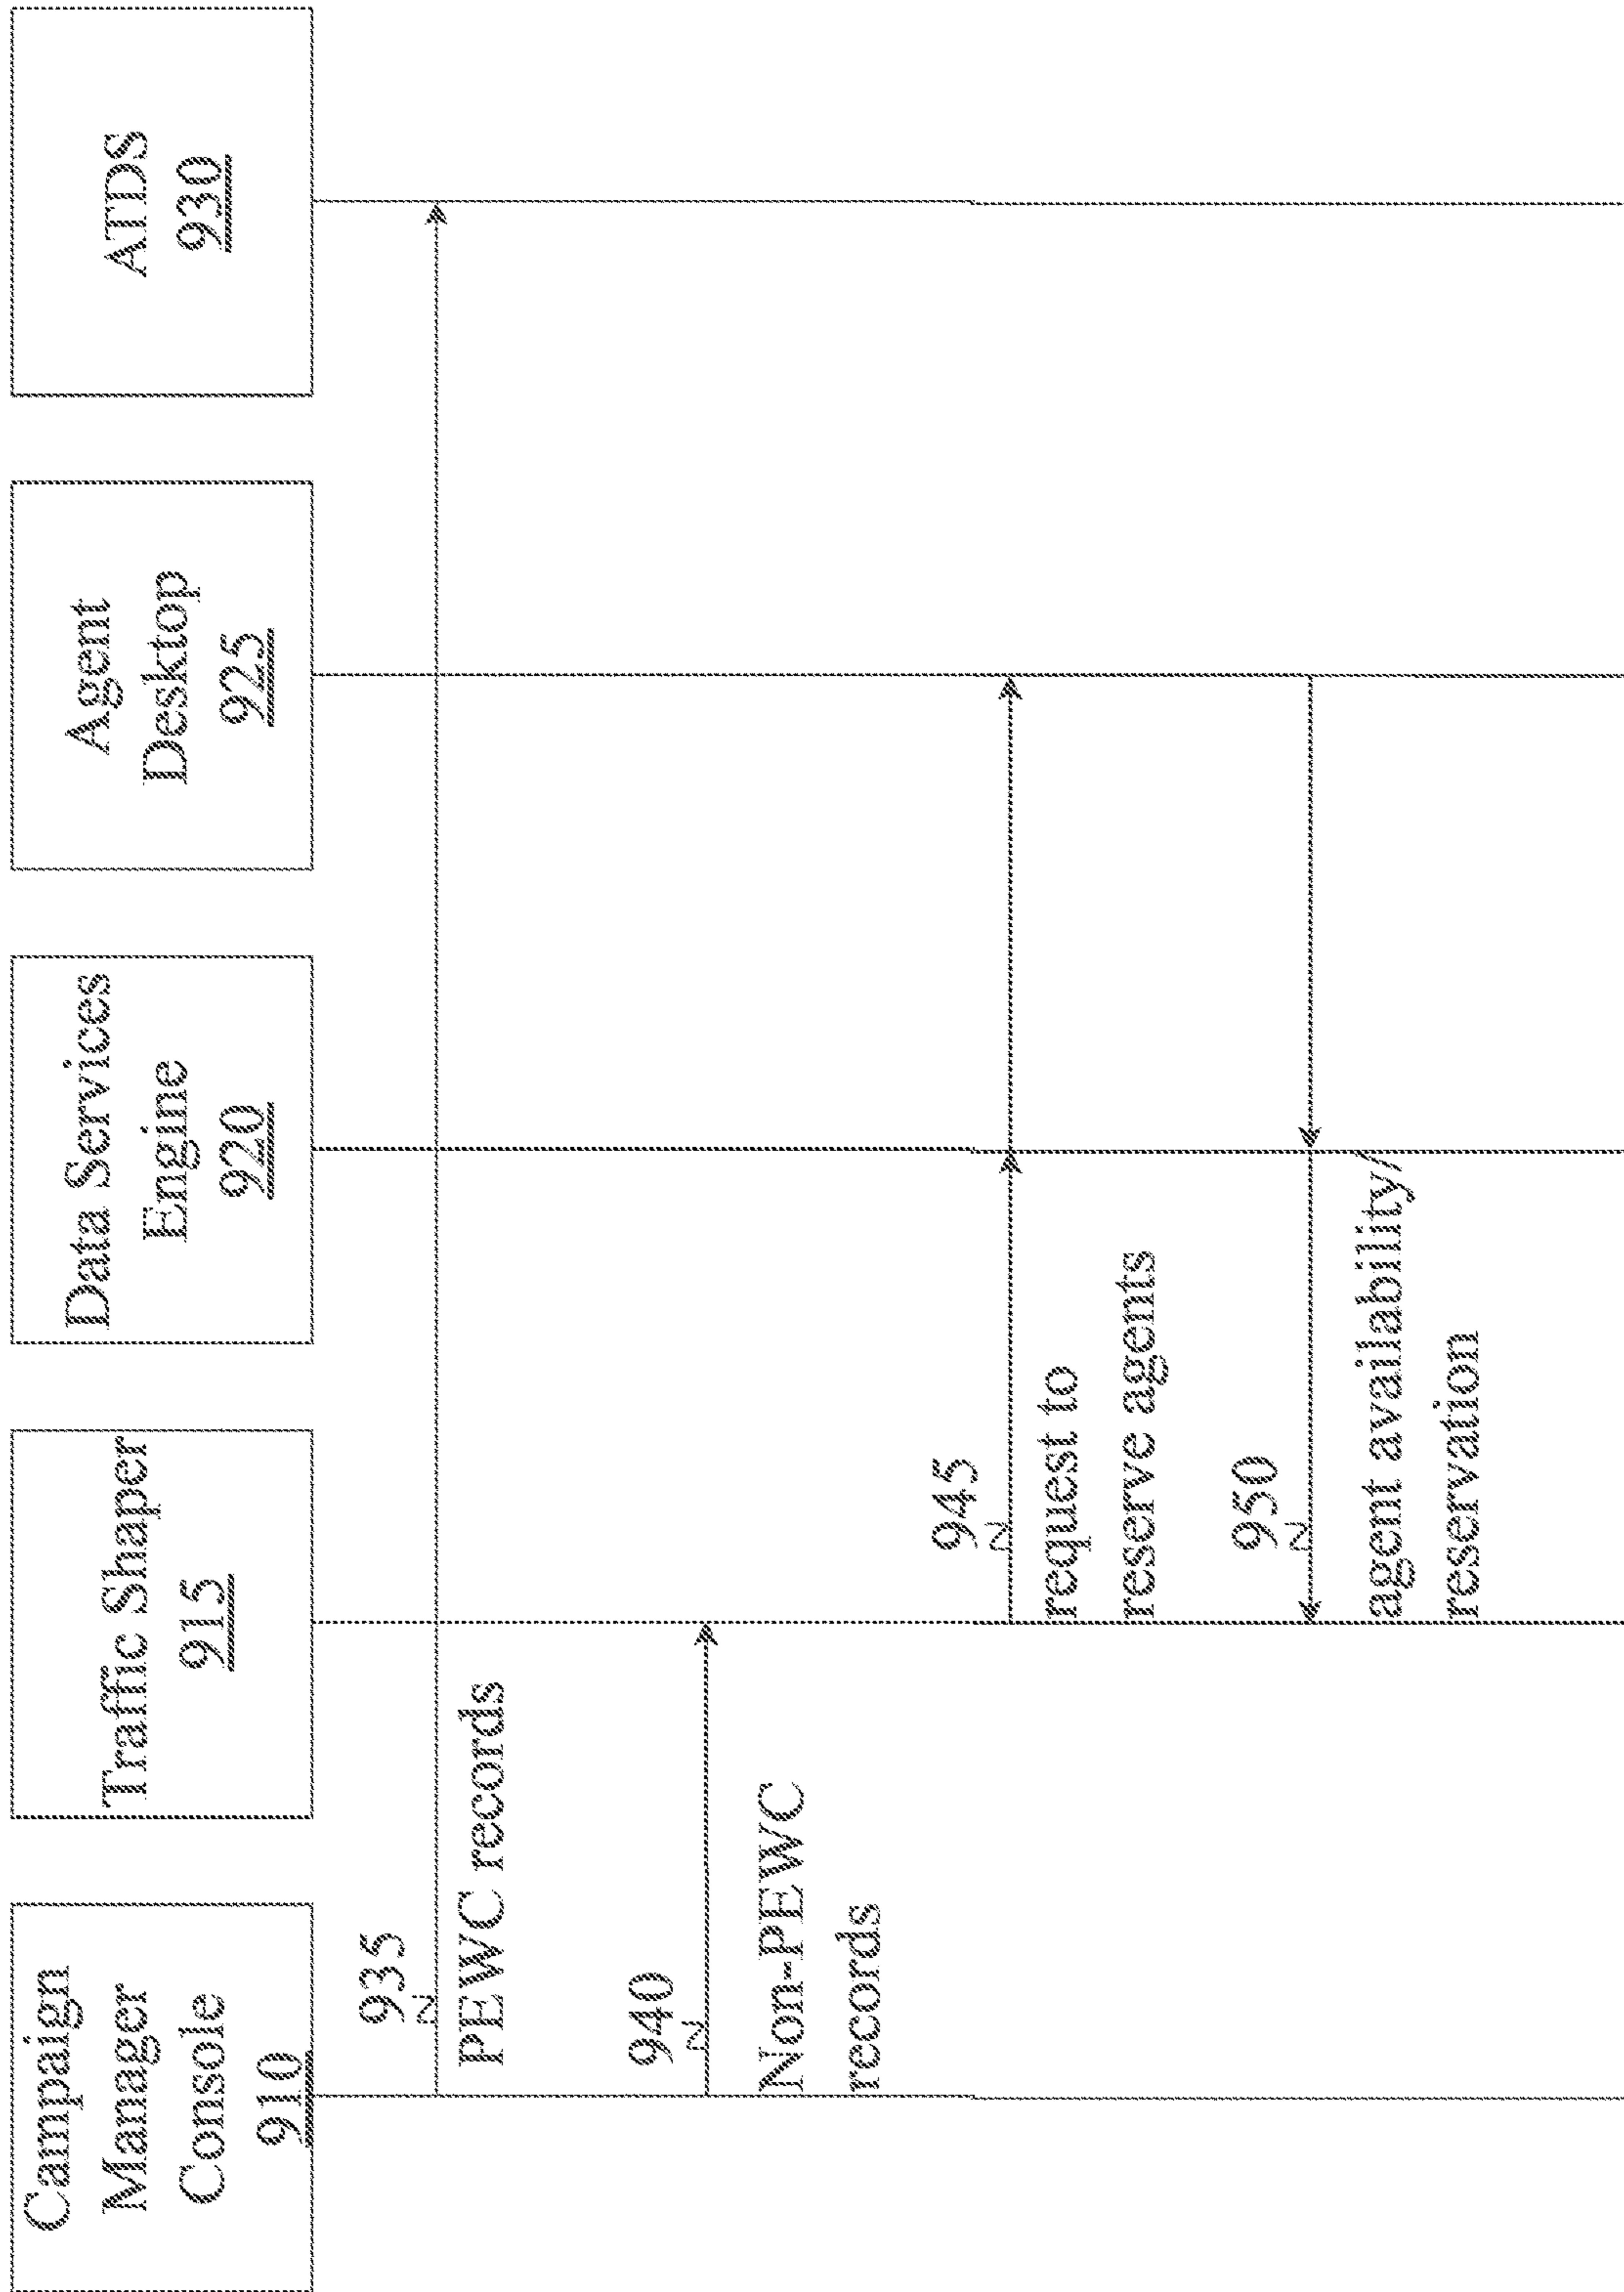 Campaign
Manager
Console
910
Traffic Shaper
915
Data Services
Engine
920
Agent
Desktop
925
ATDS
930
935
PEWC records
940
Non-PEWC
records
945
request to
reserve agents
950
agent availability/
reservation